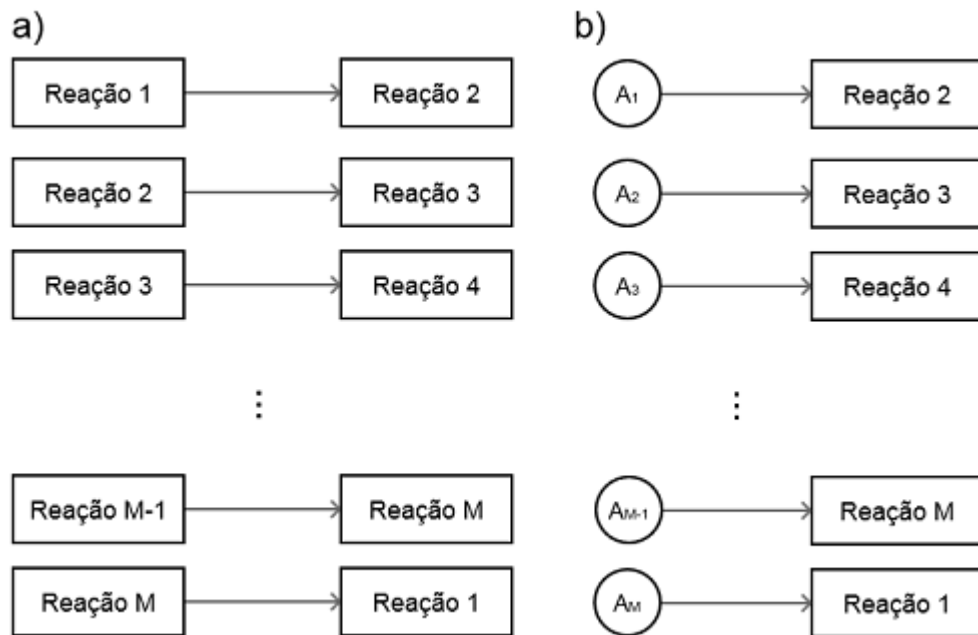 a)
Reação 1
Reação 2
Reação 2
Reação 3
Reação 3
Reação 4
⋮
Reação M-1
Reação M
Reação M
Reação 1
b)
A₁
Reação 2
A₂
Reação 3
A₃
Reação 4
⋮
Aₘ₋₁
Reação M
Aₘ
Reação 1